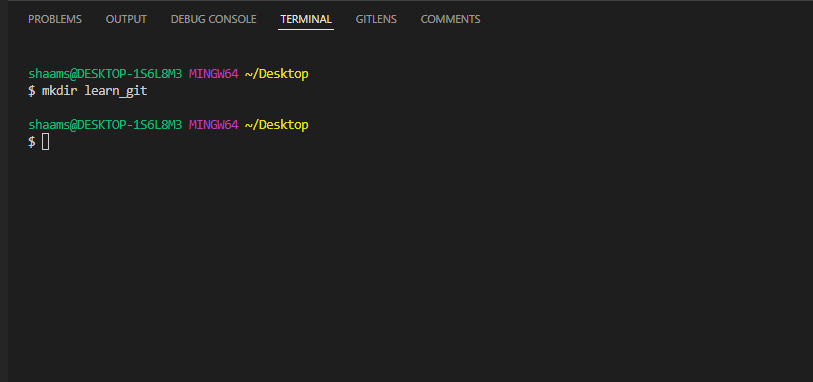 PROBLEMS OUTPUT DEBUG CONSOLE TERMINAL GITLENS COMMENTS
shaams@DESKTOP-1S6L8M3 MINGW64 ~/Desktop
$ mkdir learn_git
shaams@DESKTOP-1S6L8M3 MINGW64 ~/Desktop
$